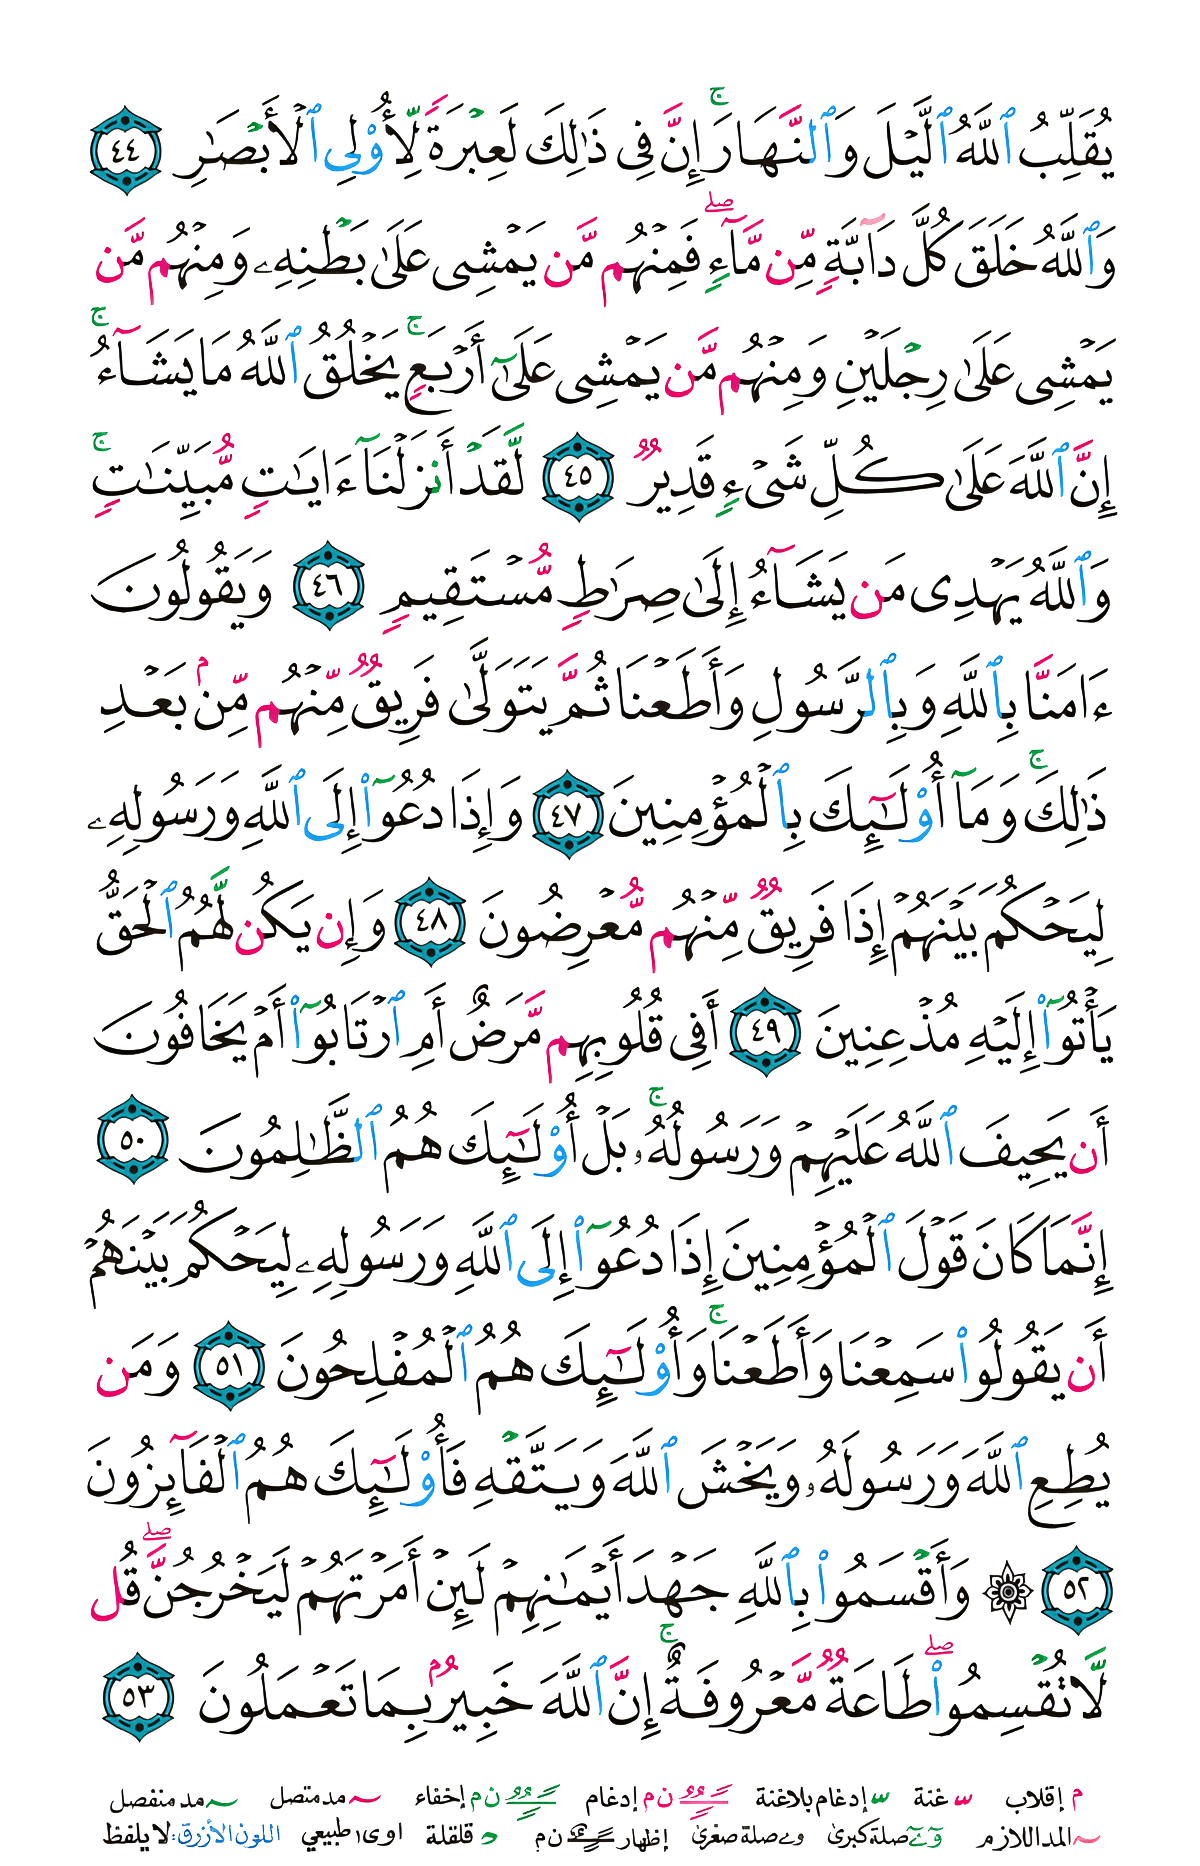 يُقَلِّبُ ٱللَّهُ ٱلَّيْلَ وَٱلنَّهَارَ ۚ إِنَّ فِى ذَٰلِكَ لَعِبْرَةً لِّأُو۟لِى ٱلْأَبْصَٰرِ ٤٤
وَٱللَّهُ خَلَقَ كُلَّ دَآبَّةٍ مِّن مَّآءٍ ۖ فَمِنْهُم مَّن يَمْشِى عَلَىٰ بَطْنِهِۦ وَمِنْهُم مَّن
يَمْشِى عَلَىٰ رِجْلَيْنِ وَمِنْهُم مَّن يَمْشِى عَلَىٰٓ أَرْبَعٍ ۚ يَخْلُقُ ٱللَّهُ مَا يَشَآءُ ۚ
إِنَّ ٱللَّهَ عَلَىٰ كُلِّ شَىْءٍ قَدِيرٌ ٤٥ لَّقَدْ أَنزَلْنَآ ءَايَٰتٍ مُّبَيِّنَٰتٍ ۚ
وَٱللَّهُ يَهْدِى مَن يَشَآءُ إِلَىٰ صِرَٰطٍ مُّسْتَقِيمٍ ٤٦ وَيَقُولُونَ
ءَامَنَّا بِٱللَّهِ وَبِٱلرَّسُولِ وَأَطَعْنَا ثُمَّ يَتَوَلَّىٰ فَرِيقٌ مِّنْهُم مِّنۢ بَعْدِ
ذَٰلِكَ ۚ وَمَآ أُو۟لَٰٓئِكَ بِٱلْمُؤْمِنِينَ ٤٧ وَإِذَا دُعُوٓا۟ إِلَى ٱللَّهِ وَرَسُولِهِۦ
لِيَحْكُمَ بَيْنَهُمْ إِذَا فَرِيقٌ مِّنْهُم مُّعْرِضُونَ ٤٨ وَإِن يَكُن لَّهُمُ ٱلْحَقُّ
يَأْتُوٓا۟ إِلَيْهِ مُذْعِنِينَ ٤٩ أَفِى قُلُوبِهِم مَّرَضٌ أَمِ ٱرْتَابُوٓا۟ أَمْ يَخَافُونَ
أَن يَحِيفَ ٱللَّهُ عَلَيْهِمْ وَرَسُولُهُۥ ۚ بَلْ أُو۟لَٰٓئِكَ هُمُ ٱلظَّٰلِمُونَ ٥٠
إِنَّمَا كَانَ قَوْلَ ٱلْمُؤْمِنِينَ إِذَا دُعُوٓا۟ إِلَى ٱللَّهِ وَرَسُولِهِۦ لِيَحْكُمَ بَيْنَهُمْ
أَن يَقُولُوا۟ سَمِعْنَا وَأَطَعْنَا ۚ وَأُو۟لَٰٓئِكَ هُمُ ٱلْمُفْلِحُونَ ٥١ وَمَن
يُطِعِ ٱللَّهَ وَرَسُولَهُۥ وَيَخْشَ ٱللَّهَ وَيَتَّقْهِ فَأُو۟لَٰٓئِكَ هُمُ ٱلْفَآئِزُونَ
٥٢ ۞ وَأَقْسَمُوا۟ بِٱللَّهِ جَهْدَ أَيْمَٰنِهِمْ لَئِنْ أَمَرْتَهُمْ لَيَخْرُجُنَّ ۖ قُل
لَّا تُقْسِمُوا۟ ۖ طَاعَةٌ مَّعْرُوفَةٌ ۚ إِنَّ ٱللَّهَ خَبِيرٌۢ بِمَا تَعْمَلُونَ ٥٣
م إقلاب غنة إدغام بلاغنة ن م إدغام ن م إخفاء مد متصل مد منفصل
المد اللازم صلة كبرى وے صلة صغرى إظهار ن م قلقلة اوى طبيعي اللون الأزرق: لا يلفظ